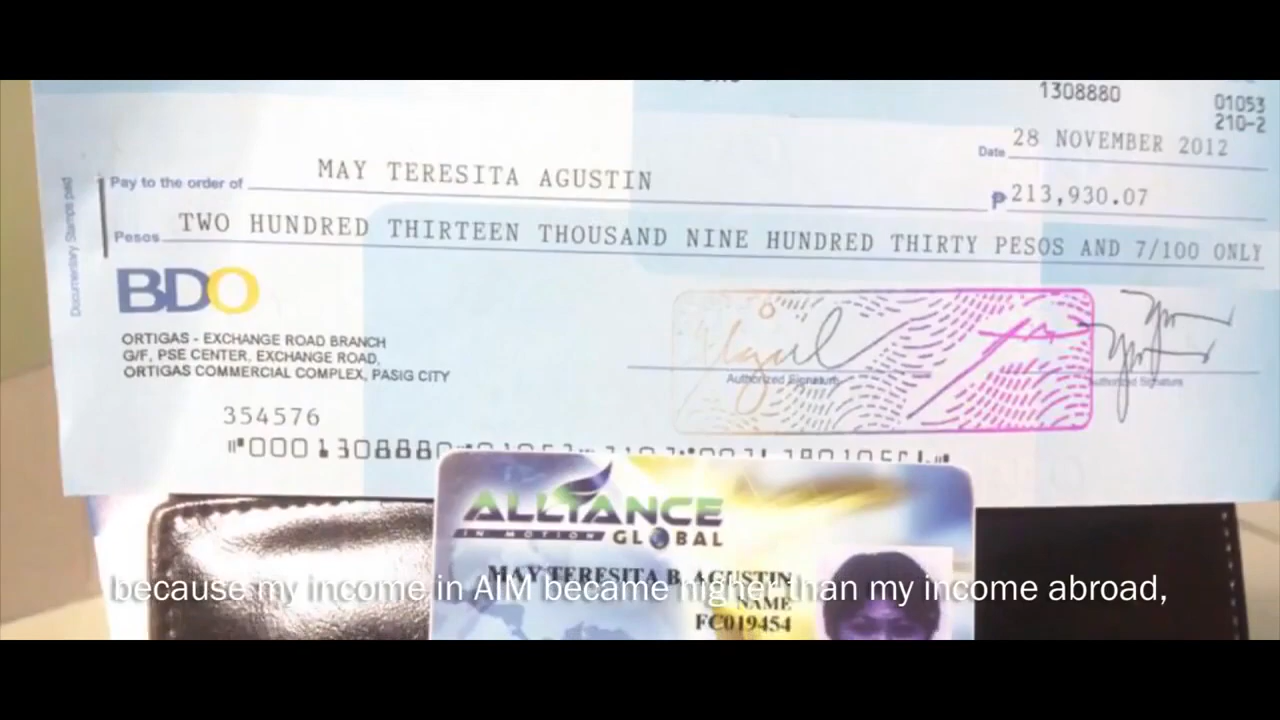 1308880
01053
210-2
Date 28 NOVEMBER 2012
Pay to the order of MAY TERESITA AGUSTIN
₱ 213,930.07
Pesos TWO HUNDRED THIRTEEN THOUSAND NINE HUNDRED THIRTY PESOS AND 7/100 ONLY
Documentary Stamps paid
BDO
ORTIGAS - EXCHANGE ROAD BRANCH
G/F, PSE CENTER, EXCHANGE ROAD,
ORTIGAS COMMERCIAL COMPLEX, PASIG CITY
Authorized Signature
Authorized Signature
354576
ALLIANCE
IN MOTION GLOBAL
MAY TERESITA B. AGUSTIN
because my income in AIM became higher than my income abroad,
NAME
FC019454